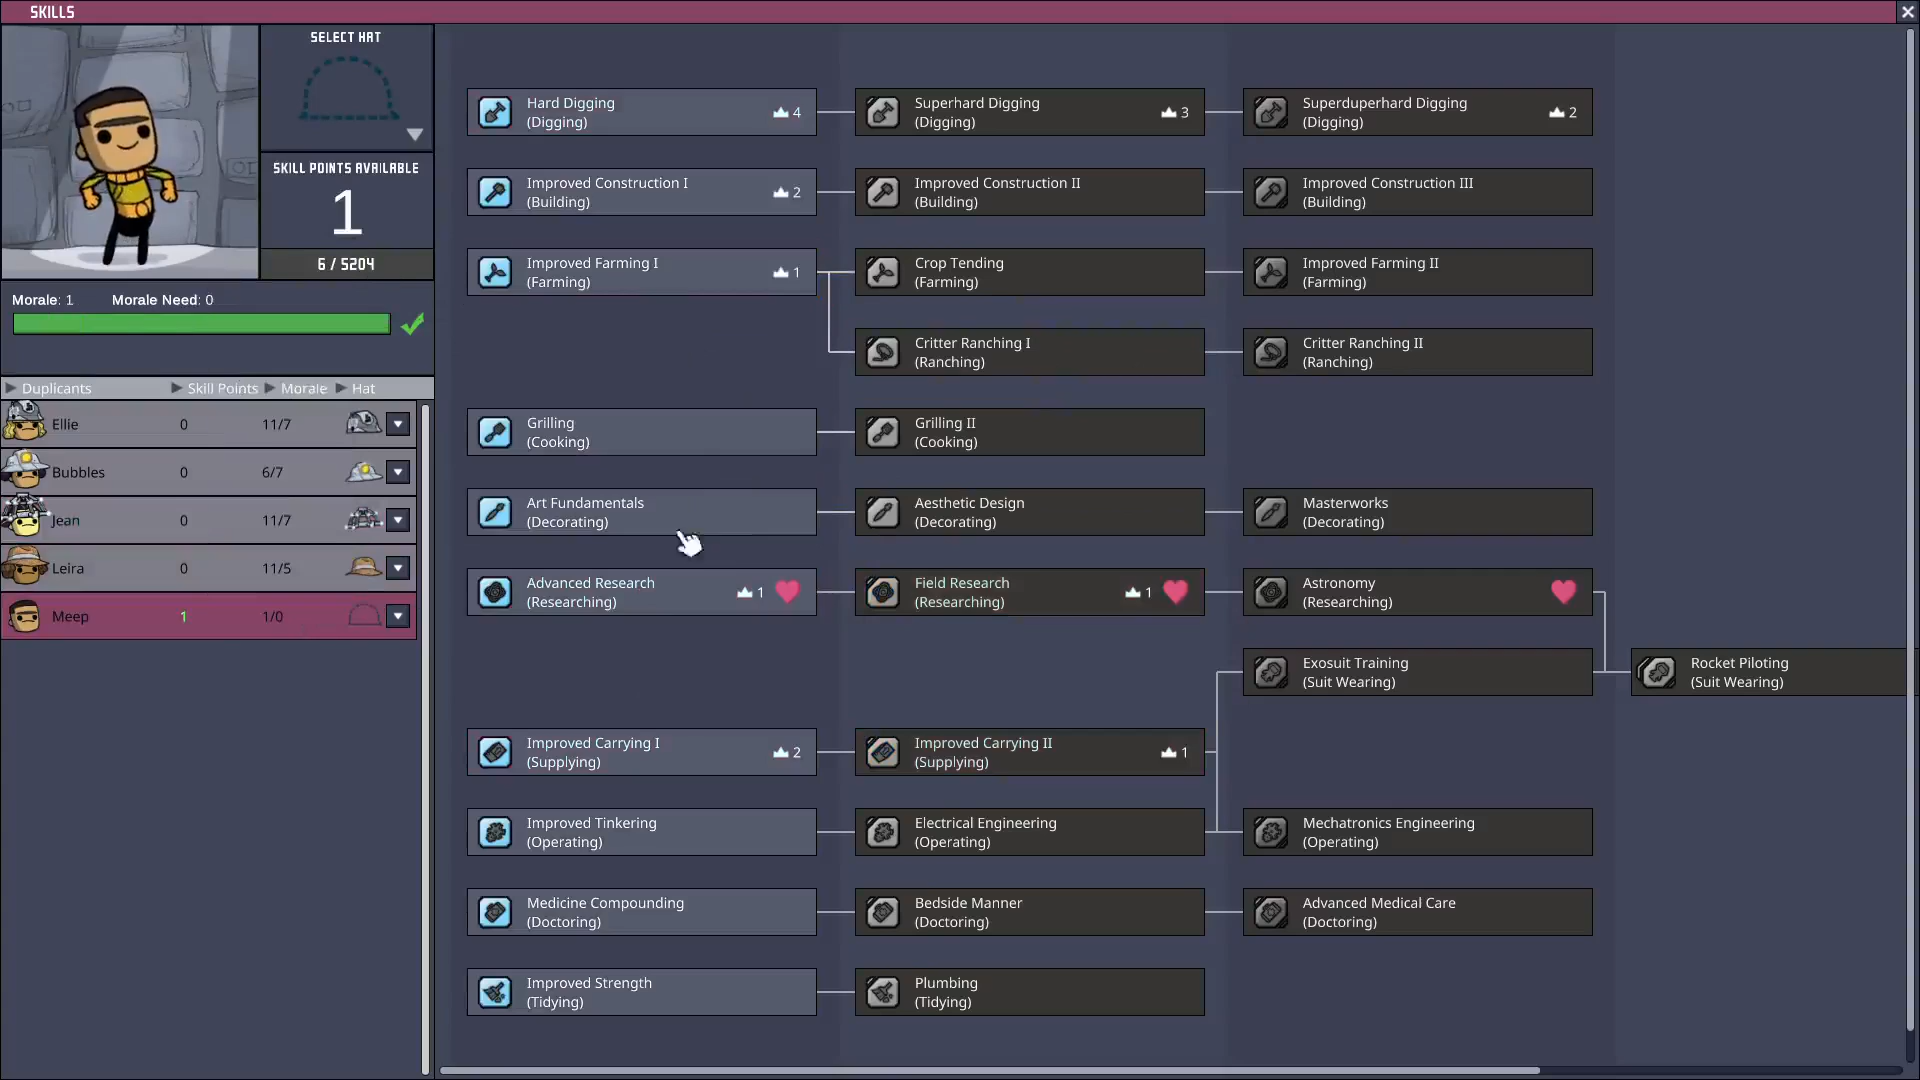 SKILLS
SELECT HAT
SKILL POINTS AVAILABLE
1
6 / 5204
Morale: 1 Morale Need: 0
Duplicants Skill Points Morale Hat
Ellie 0 11/7
Bubbles 0 6/7
Jean 0 11/7
Leira 0 11/5
Meep 1 1/0
Hard Digging
(Digging)
4
Superhard Digging
(Digging)
3
Superduperhard Digging
(Digging)
2
Improved Construction I
(Building)
2
Improved Construction II
(Building)
Improved Construction III
(Building)
Improved Farming I
(Farming)
1
Crop Tending
(Farming)
Improved Farming II
(Farming)
Critter Ranching I
(Ranching)
Critter Ranching II
(Ranching)
Grilling
(Cooking)
Grilling II
(Cooking)
Art Fundamentals
(Decorating)
Aesthetic Design
(Decorating)
Masterworks
(Decorating)
Advanced Research
(Researching)
1
Field Research
(Researching)
1
Astronomy
(Researching)
Exosuit Training
(Suit Wearing)
Rocket Piloting
(Suit Wearing)
Improved Carrying I
(Supplying)
2
Improved Carrying II
(Supplying)
1
Improved Tinkering
(Operating)
Electrical Engineering
(Operating)
Mechatronics Engineering
(Operating)
Medicine Compounding
(Doctoring)
Bedside Manner
(Doctoring)
Advanced Medical Care
(Doctoring)
Improved Strength
(Tidying)
Plumbing
(Tidying)